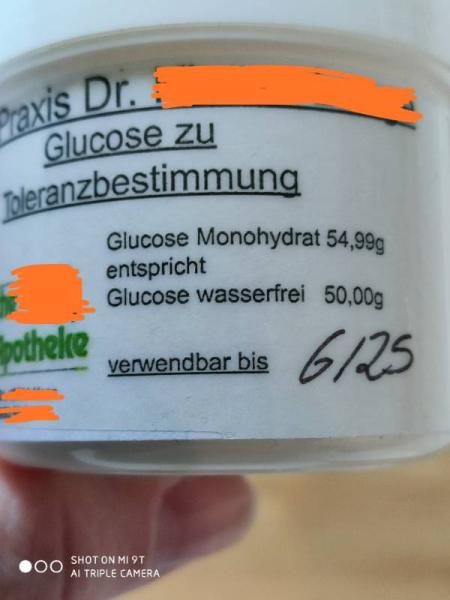 Praxis Dr.
Glucose zu
Toleranzbestimmung
Glucose Monohydrat 54,99g
entspricht
Glucose wasserfrei 50,00g
Apotheke
verwendbar bis 6/25
SHOT ON MI 9T
AI TRIPLE CAMERA